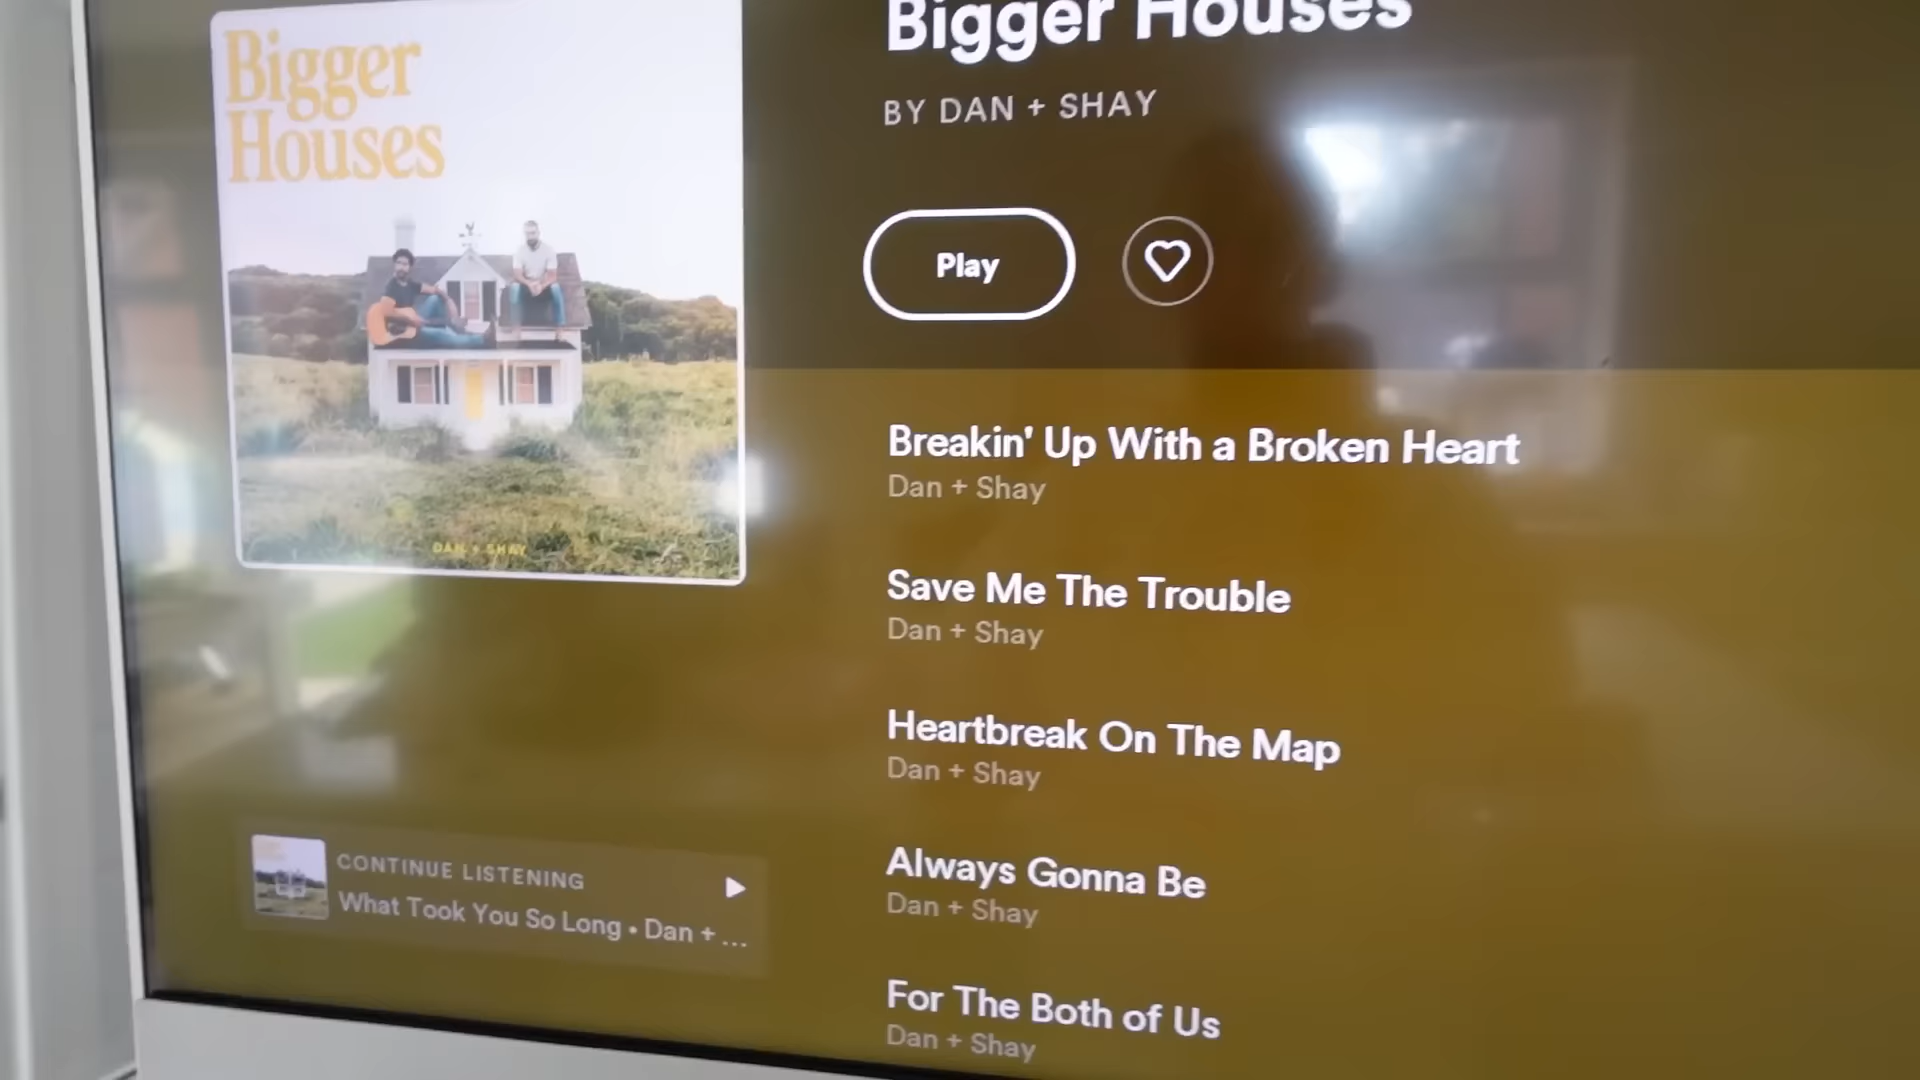 Bigger
Houses
DAN + SHAY
Bigger Houses
BY DAN + SHAY
Play
Breakin' Up With a Broken Heart
Dan + Shay
Save Me The Trouble
Dan + Shay
Heartbreak On The Map
Dan + Shay
Always Gonna Be
Dan + Shay
For The Both of Us
Dan + Shay
CONTINUE LISTENING
What Took You So Long • Dan + ...